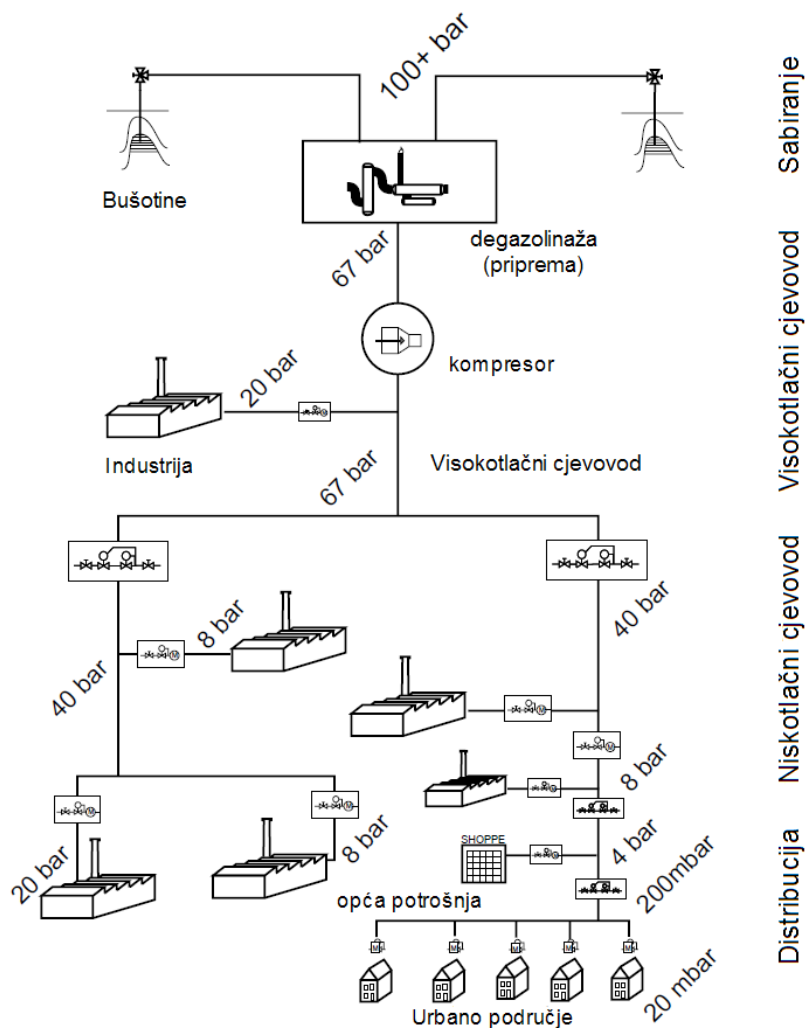 100+ bar
Sabiranje
Bušotine
degazolinaža
(priprema)
67 bar
Visokotlačni cjevovod
kompresor
20 bar
Industrija
Visokotlačni cjevovod
67 bar
40 bar
8 bar
40 bar
Niskotlačni cjevovod
8 bar
SHOPPE
4 bar
20 bar
8 bar
opća potrošnja
200mbar
Distribucija
20 mbar
Urbano područje